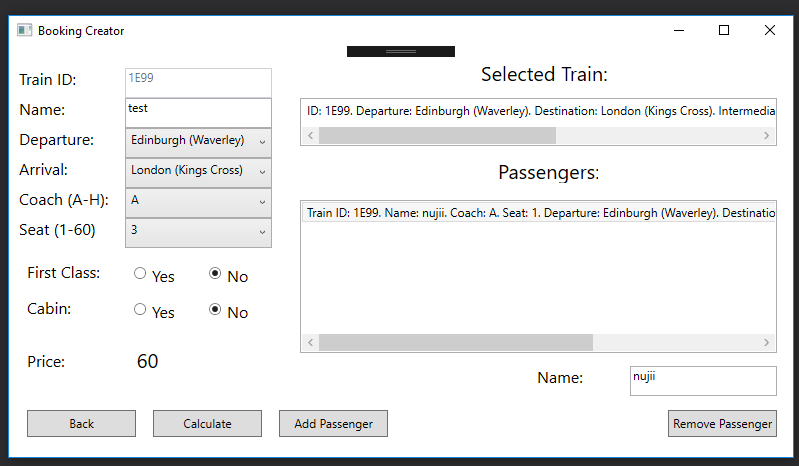 Booking Creator
Train ID: 1E99
Name: test
Departure: Edinburgh (Waverley)
Arrival: London (Kings Cross)
Coach (A-H): A
Seat (1-60) 3
First Class: Yes No
Cabin: Yes No
Price: 60
Back Calculate Add Passenger
Selected Train:
ID: 1E99. Departure: Edinburgh (Waverley). Destination: London (Kings Cross). Intermedia
Passengers:
Train ID: 1E99. Name: nujii. Coach: A. Seat: 1. Departure: Edinburgh (Waverley). Destinatio
Name: nujii
Remove Passenger